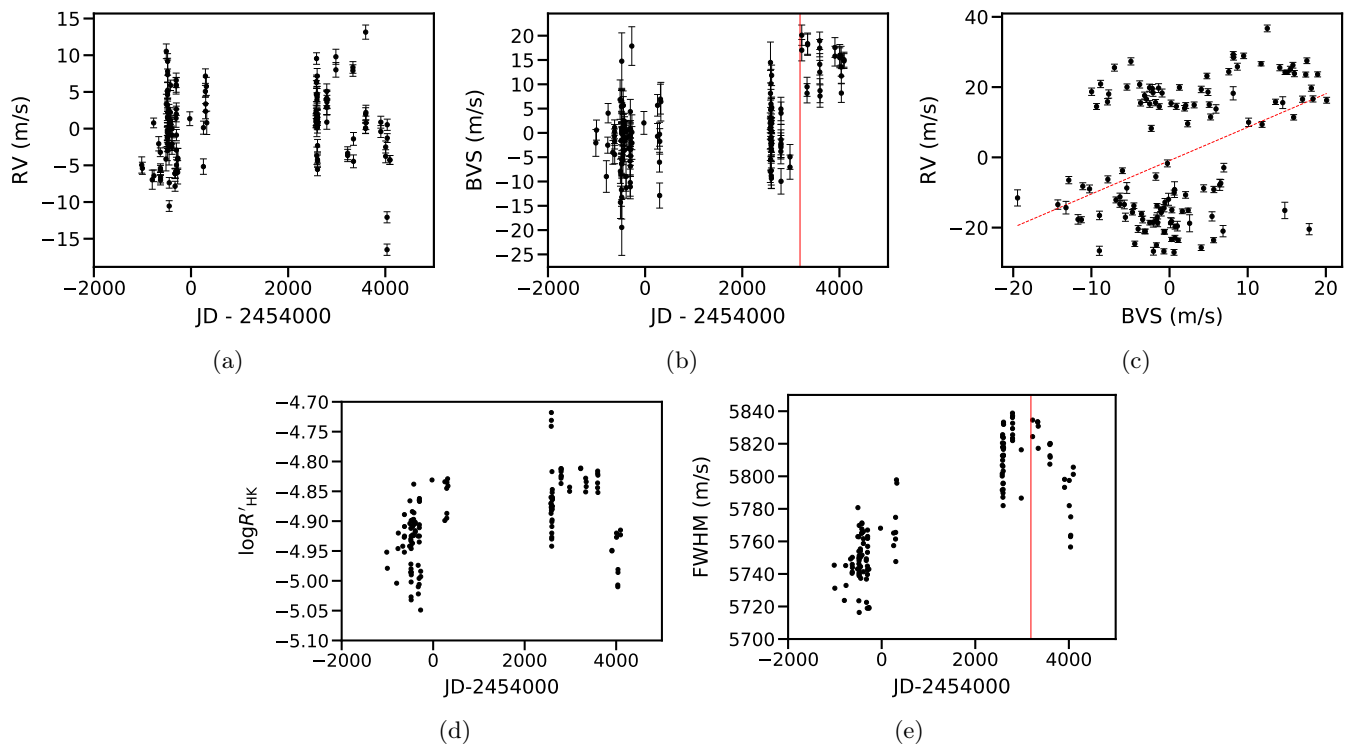 15
10
5
0
−5
−10
−15
RV (m/s)
−2000 0 2000 4000
JD - 2454000
(a)
20
15
10
5
0
−5
−10
−15
−20
−25
BVS (m/s)
−2000 0 2000 4000
JD - 2454000
(b)
40
20
0
−20
RV (m/s)
−20 −10 0 10 20
BVS (m/s)
(c)
−4.70
−4.75
−4.80
−4.85
−4.90
−4.95
−5.00
−5.05
−5.10
logR′HK
−2000 0 2000 4000
JD-2454000
(d)
5840
5820
5800
5780
5760
5740
5720
5700
FWHM (m/s)
−2000 0 2000 4000
JD-2454000
(e)